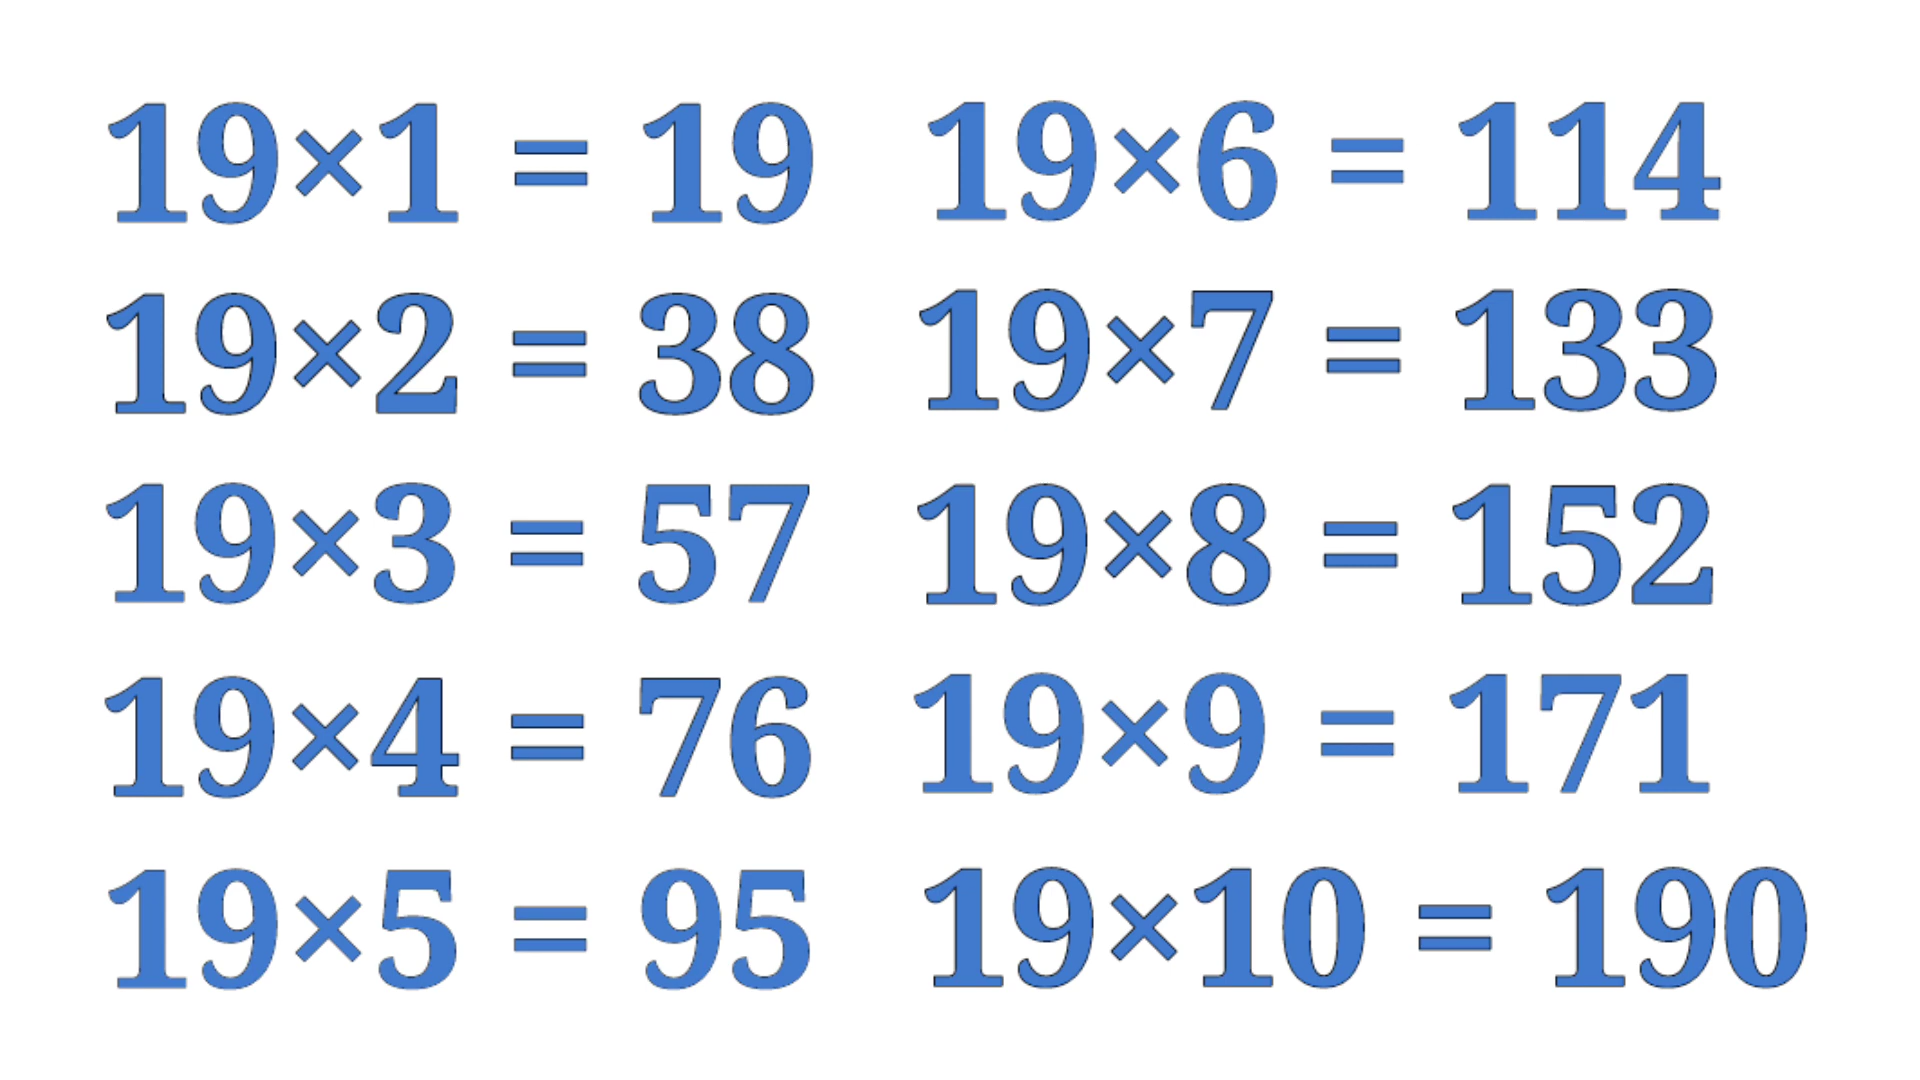 19×1 = 19
19×2 = 38
19×3 = 57
19×4 = 76
19×5 = 95
19×6 = 114
19×7 = 133
19×8 = 152
19×9 = 171
19×10 = 190